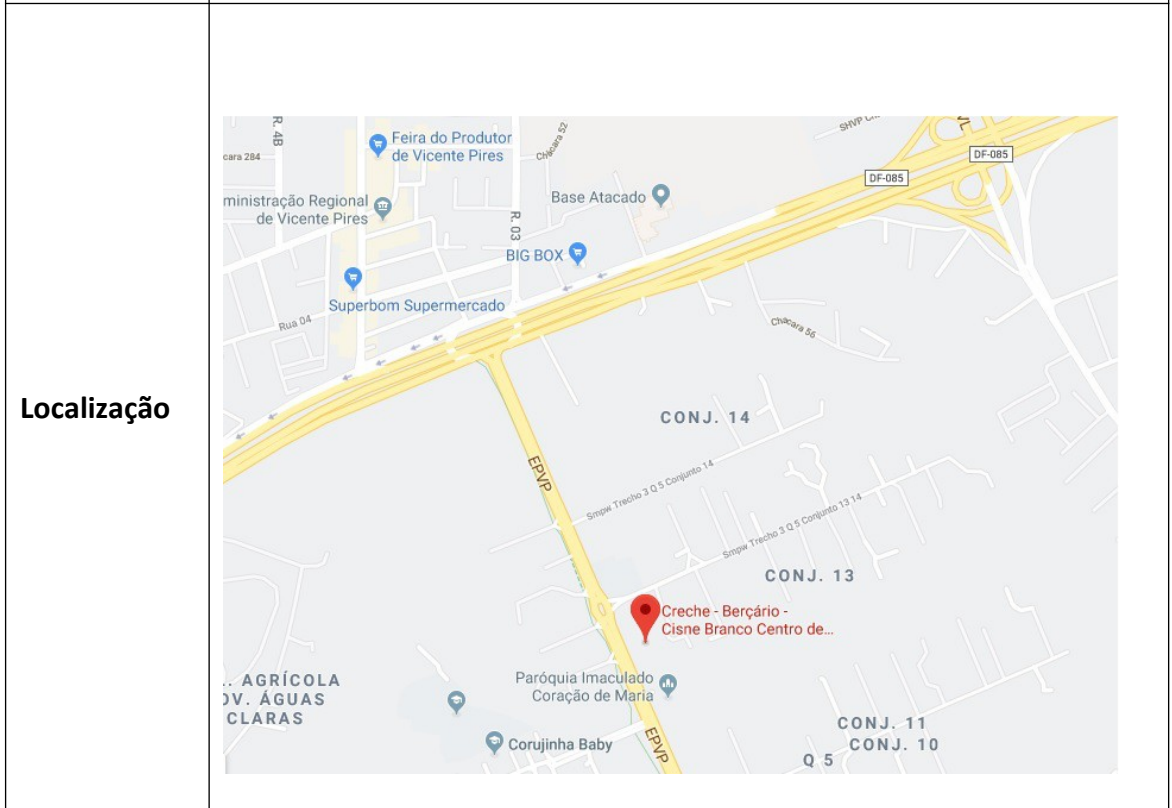 Localização
R. 4B
Feira do Produtor
de Vicente Pires
cara 284
Chácara 52
DF-085
DF-085
ministração Regional
de Vicente Pires
Base Atacado
R. 03
BIG BOX
Superbom Supermercado
Rua 04
Chácara 56
CONJ. 14
EPVP
Smpw Trecho 3 Q 5 Conjunto 14
Smpw Trecho 3 Q 5 Conjunto 13 14
CONJ. 13
Creche - Berçário -
Cisne Branco Centro de...
Paróquia Imaculado
Coração de Maria
. AGRÍCOLA
OV. ÁGUAS
CLARAS
Corujinha Baby
EPVP
CONJ. 11
CONJ. 10
Q 5